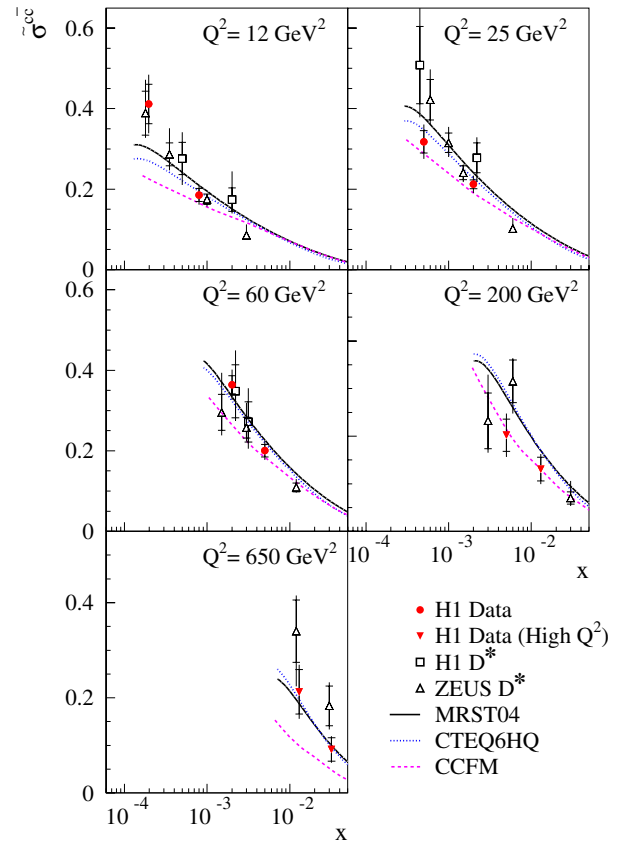 σ̃ cc̄
Q² = 12 GeV²
Q² = 25 GeV²
0.6
0.4
0.2
0
Q² = 60 GeV²
Q² = 200 GeV²
0.4
0.2
0
10⁻⁴ 10⁻³ 10⁻²
x
Q² = 650 GeV²
0.4
0.2
0
10⁻⁴ 10⁻³ 10⁻²
x
H1 Data
H1 Data (High Q²)
H1 D*
ZEUS D*
MRST04
CTEQ6HQ
CCFM